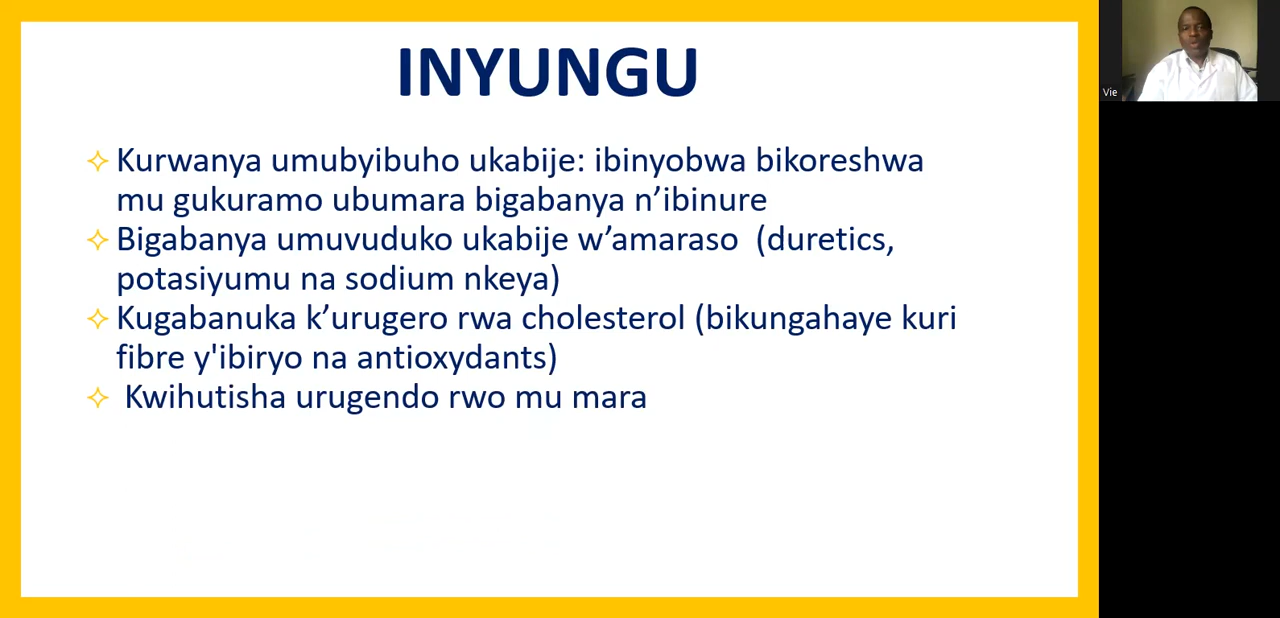 INYUNGU
Kurwanya umubyibuho ukabije: ibinyobwa bikoreshwa
mu gukuramo ubumara bigabanya n’ibinure
Bigabanya umuvuduko ukabije w’amaraso (duretics,
potasiyumu na sodium nkeya)
Kugabanuka k’urugero rwa cholesterol (bikungahaye kuri
fibre y'ibiryo na antioxydants)
Kwihutisha urugendo rwo mu mara
Vie